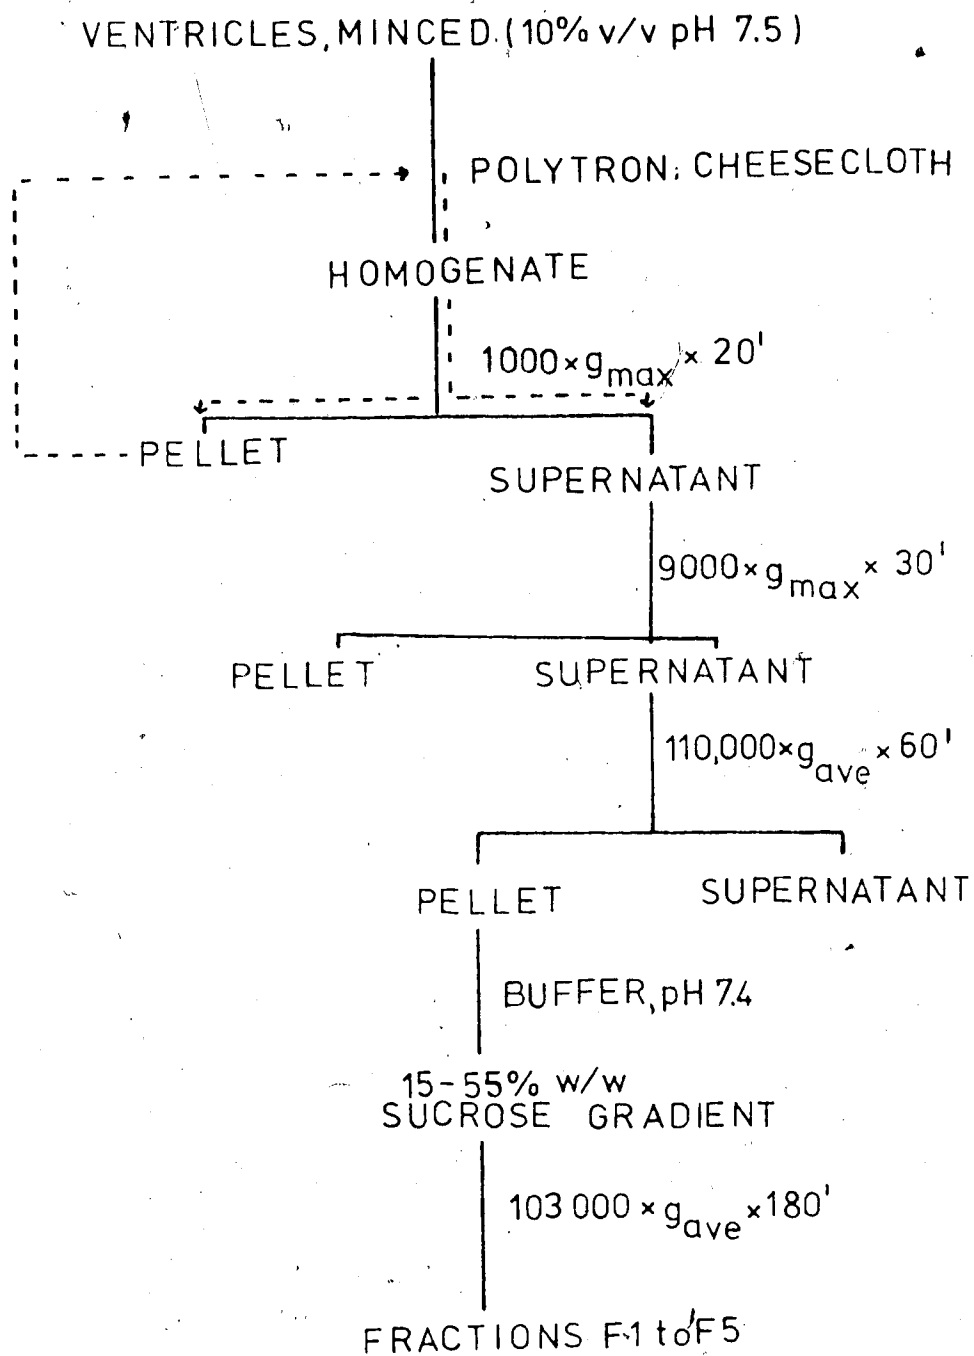 VENTRICLES, MINCED. (10% v/v pH 7.5)
POLYTRON; CHEESECLOTH
HOMOGENATE
1000 × gmax × 20'
PELLET
SUPERNATANT
9000 × gmax × 30'
PELLET
SUPERNATANT
110,000 × gave × 60'
PELLET
SUPERNATANT
BUFFER, pH 7.4
15-55% w/w
SUCROSE GRADIENT
103 000 × gave × 180'
FRACTIONS F-1 to F5